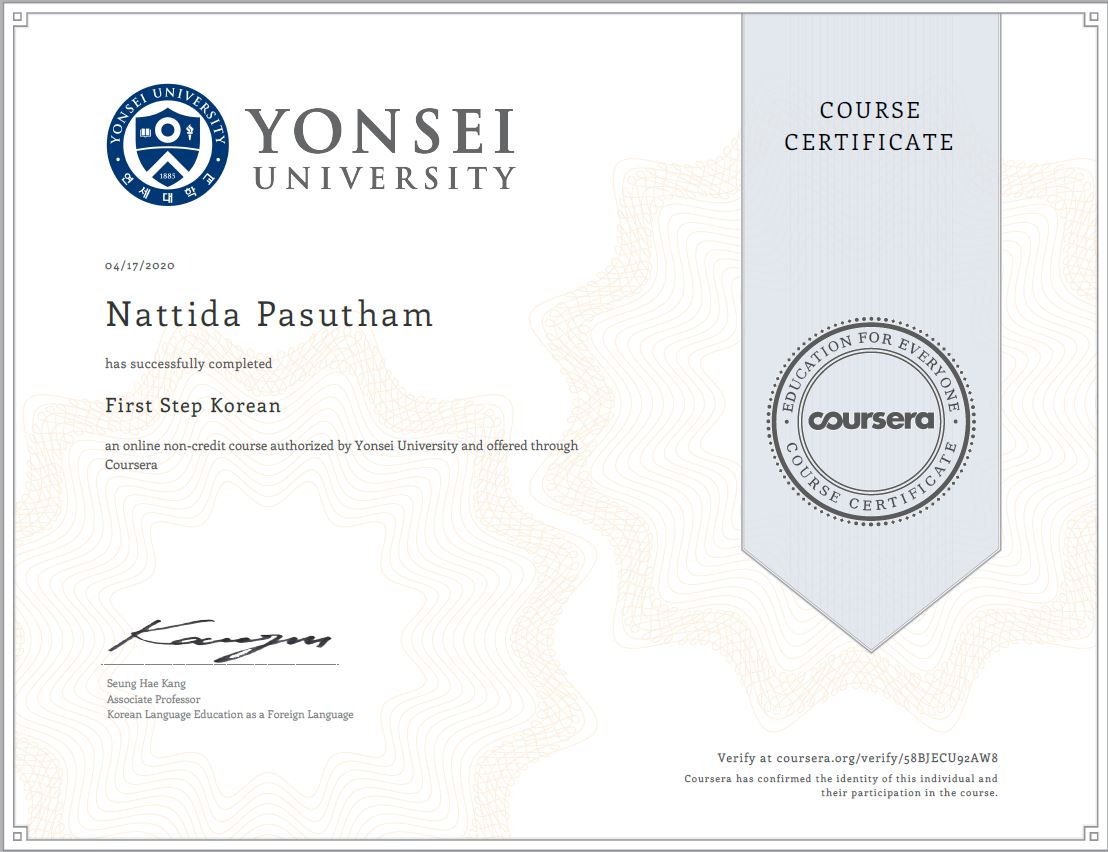 YONSEI UNIVERSITY
1885
연세대학교
YONSEI
UNIVERSITY
COURSE
CERTIFICATE
04/17/2020
Nattida Pasutham
has successfully completed
First Step Korean
an online non-credit course authorized by Yonsei University and offered through
Coursera
EDUCATION FOR EVERYONE
coursera
COURSE CERTIFICATE
Seung Hae Kang
Associate Professor
Korean Language Education as a Foreign Language
Verify at coursera.org/verify/58BJECU92AW8
Coursera has confirmed the identity of this individual and
their participation in the course.